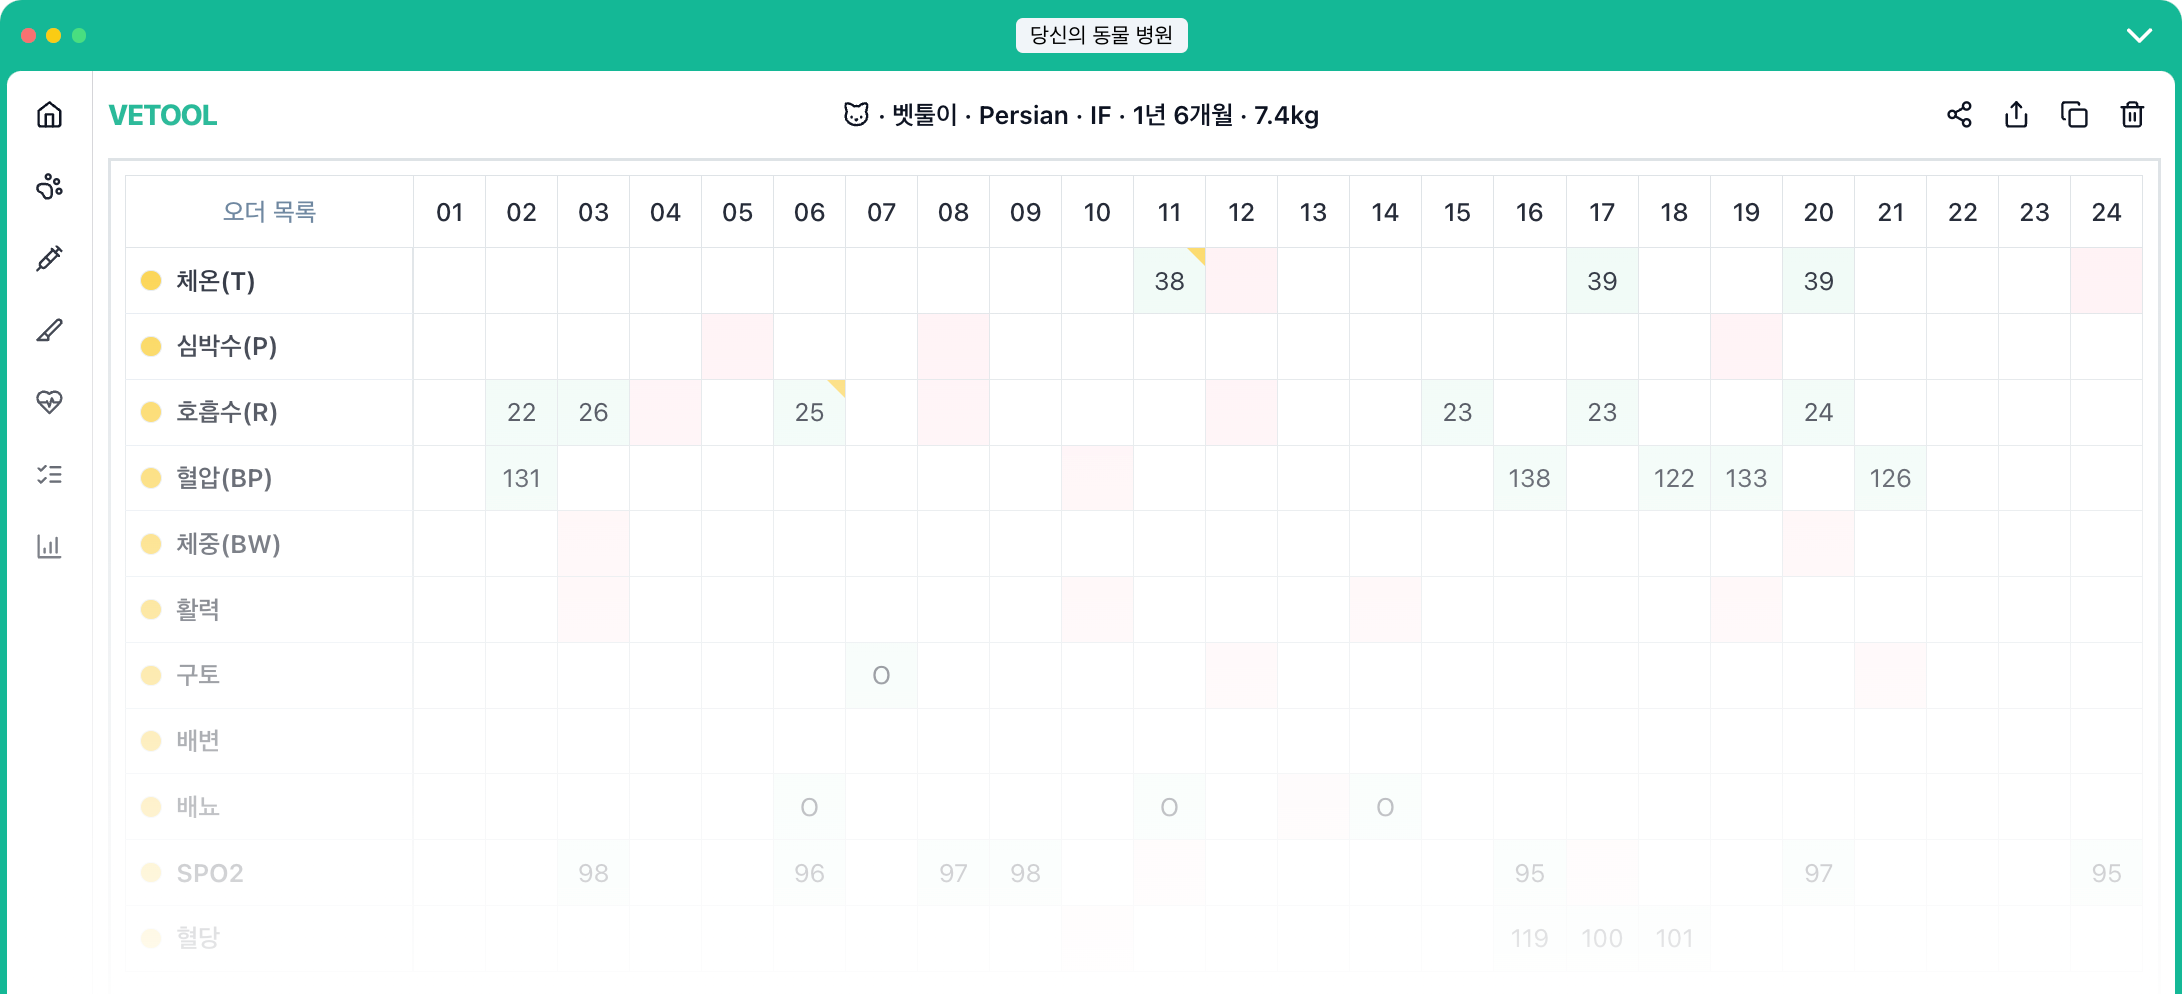 당신의 동물 병원
VETOOL
· 벳툴이 · Persian · IF · 1년 6개월 · 7.4kg
오더 목록 01 02 03 04 05 06 07 08 09 10 11 12 13 14 15 16 17 18 19 20 21 22 23 24
체온(T) 38 39 39
심박수(P)
호흡수(R) 22 26 25 23 23 24
혈압(BP) 131 138 122 133 126
체중(BW)
활력
구토 O
배변
배뇨 O O O
SPO2 98 96 97 98 95 97 95
혈당 119 100 101